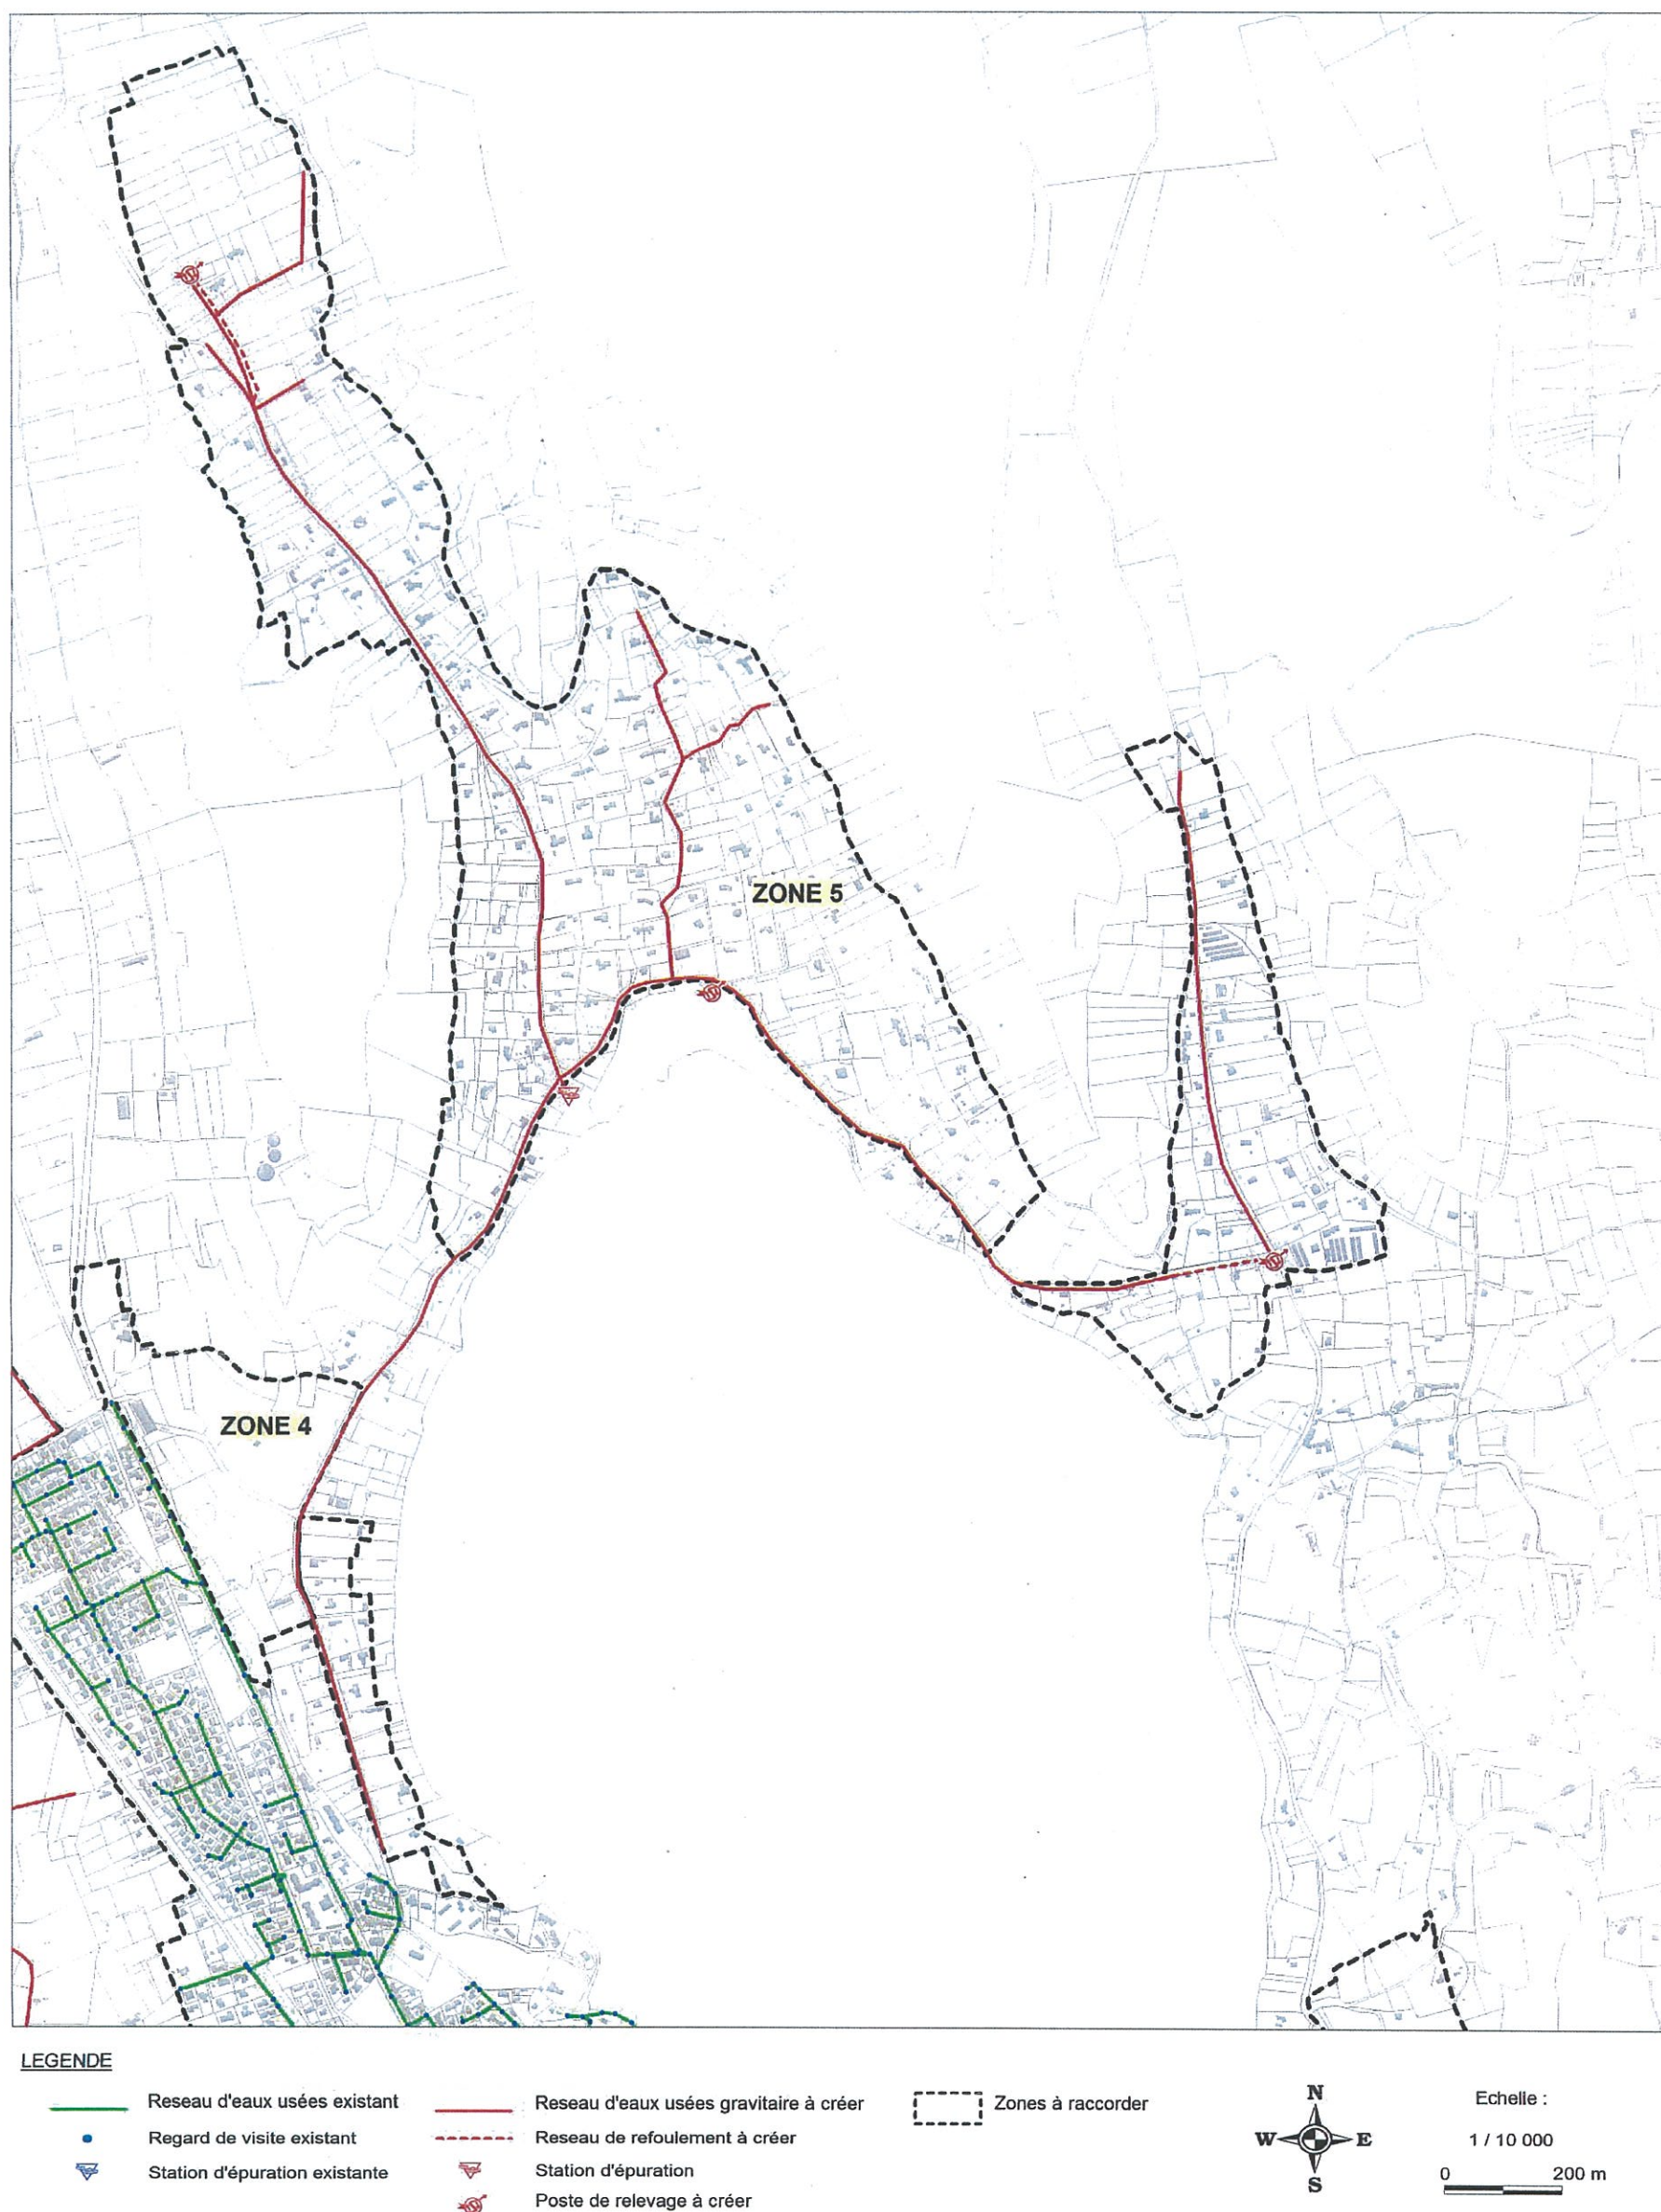 ZONE 5
ZONE 4
LEGENDE
Reseau d'eaux usées existant
Regard de visite existant
Station d'épuration existante
Reseau d'eaux usées gravitaire à créer
Reseau de refoulement à créer
Station d'épuration
Poste de relevage à créer
Zones à raccorder
N
W E
S
Echelle :
1 / 10 000
0 200 m